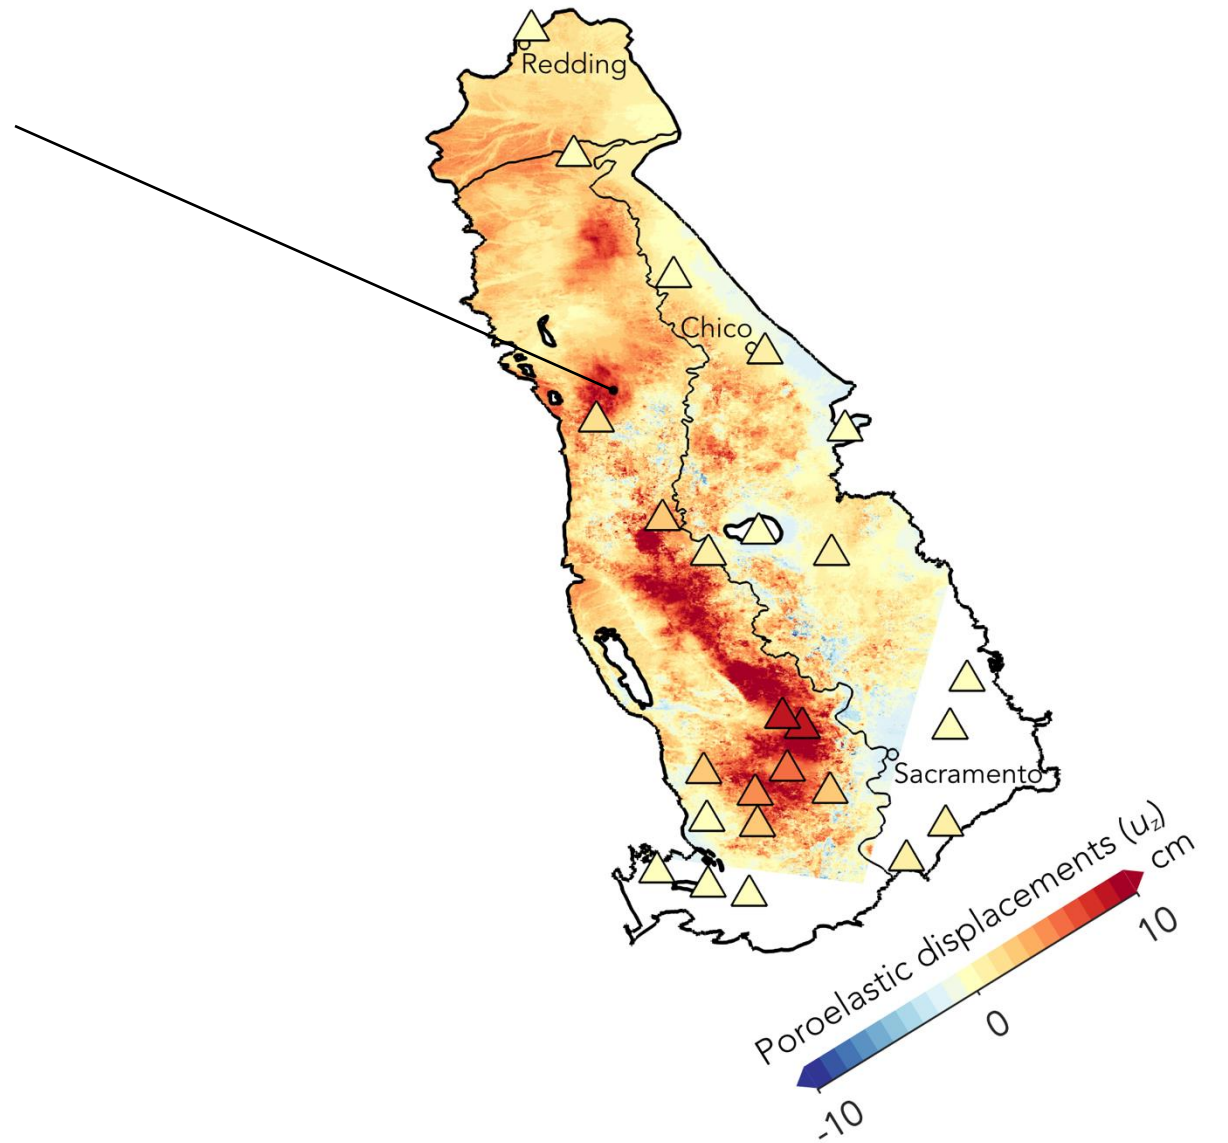 Redding
Chico
Sacramento
Poroelastic displacements (uz)
cm
10
0
-10